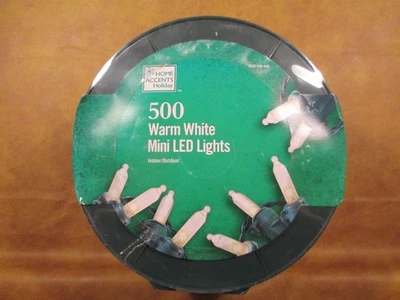 HOME
ACCENTS
Holiday
500
Warm White
Mini LED Lights
Indoor/Outdoor